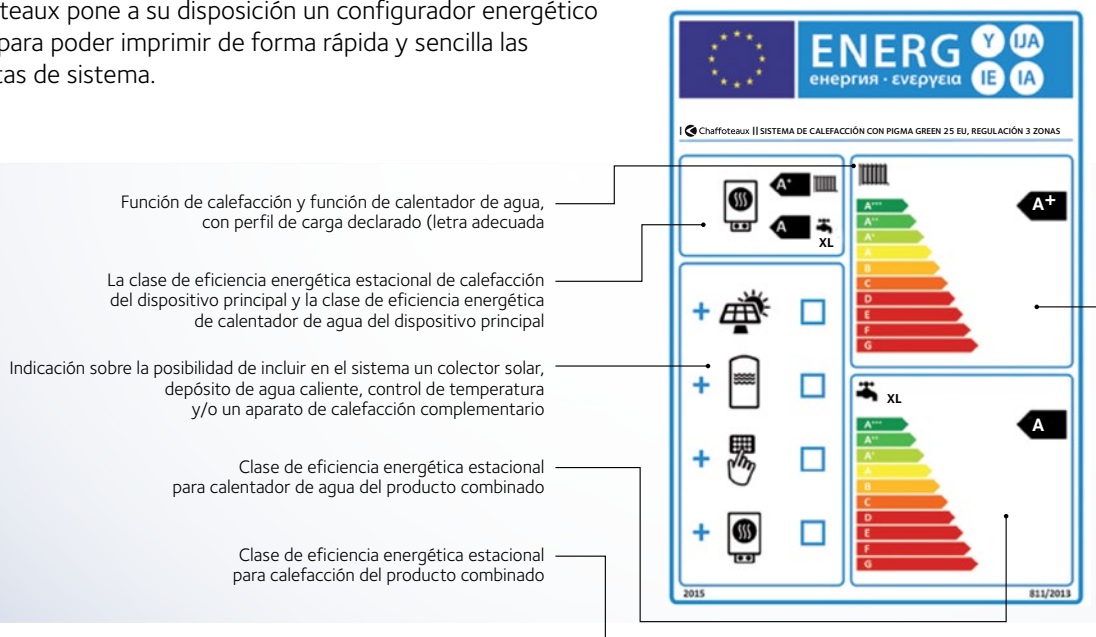 teaux pone a su disposición un configurador energético
para poder imprimir de forma rápida y sencilla las
tas de sistema.
Función de calefacción y función de calentador de agua,
con perfil de carga declarado (letra adecuada
La clase de eficiencia energética estacional de calefacción
del dispositivo principal y la clase de eficiencia energética
de calentador de agua del dispositivo principal
Indicación sobre la posibilidad de incluir en el sistema un colector solar,
depósito de agua caliente, control de temperatura
y/o un aparato de calefacción complementario
Clase de eficiencia energética estacional
para calentador de agua del producto combinado
Clase de eficiencia energética estacional
para calefacción del producto combinado
ENERG
Y IJA
IE IA
енергия · ενεργεια
Chaffoteaux || SISTEMA DE CALEFACCIÓN CON PIGMA GREEN 25 EU, REGULACIÓN 3 ZONAS
A+
A
XL
+
+
+
+
A+++
A++
A+
A
B
C
D
E
F
G
A+
XL
A+++
A++
A+
A
B
C
D
E
F
G
A
2015
811/2013